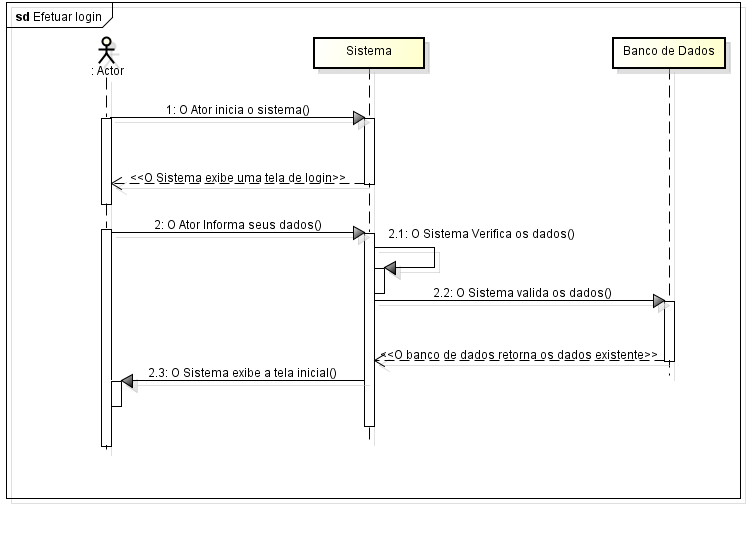 sd Efetuar login
: Actor
Sistema
Banco de Dados
1: O Ator inicia o sistema()
<<O Sistema exibe uma tela de login>>
2: O Ator Informa seus dados()
2.1: O Sistema Verifica os dados()
2.2: O Sistema valida os dados()
<<O banco de dados retorna os dados existente>>
2.3: O Sistema exibe a tela inicial()